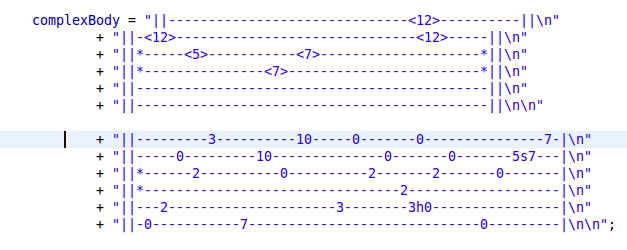 complexBody = "||------------------------------<12>----------||\n"
+ "||-<12>------------------------------<12>-----||\n"
+ "||*-----<5>-----------<7>--------------------*||\n"
+ "||*---------------<7>------------------------*||\n"
+ "||--------------------------------------------||\n"
+ "||--------------------------------------------||\n\n"
+ "||---------3----------10-----0-------0---------------7-|\n"
+ "||-----0---------10--------------0-------0-------5s7---|\n"
+ "||*------2----------0----------2-------2-------0-------|\n"
+ "||*--------------------------------2-------------------|\n"
+ "||---2---------------------3--------3h0----------------|\n"
+ "||-0-----------7-----------------------------0---------|\n\n";